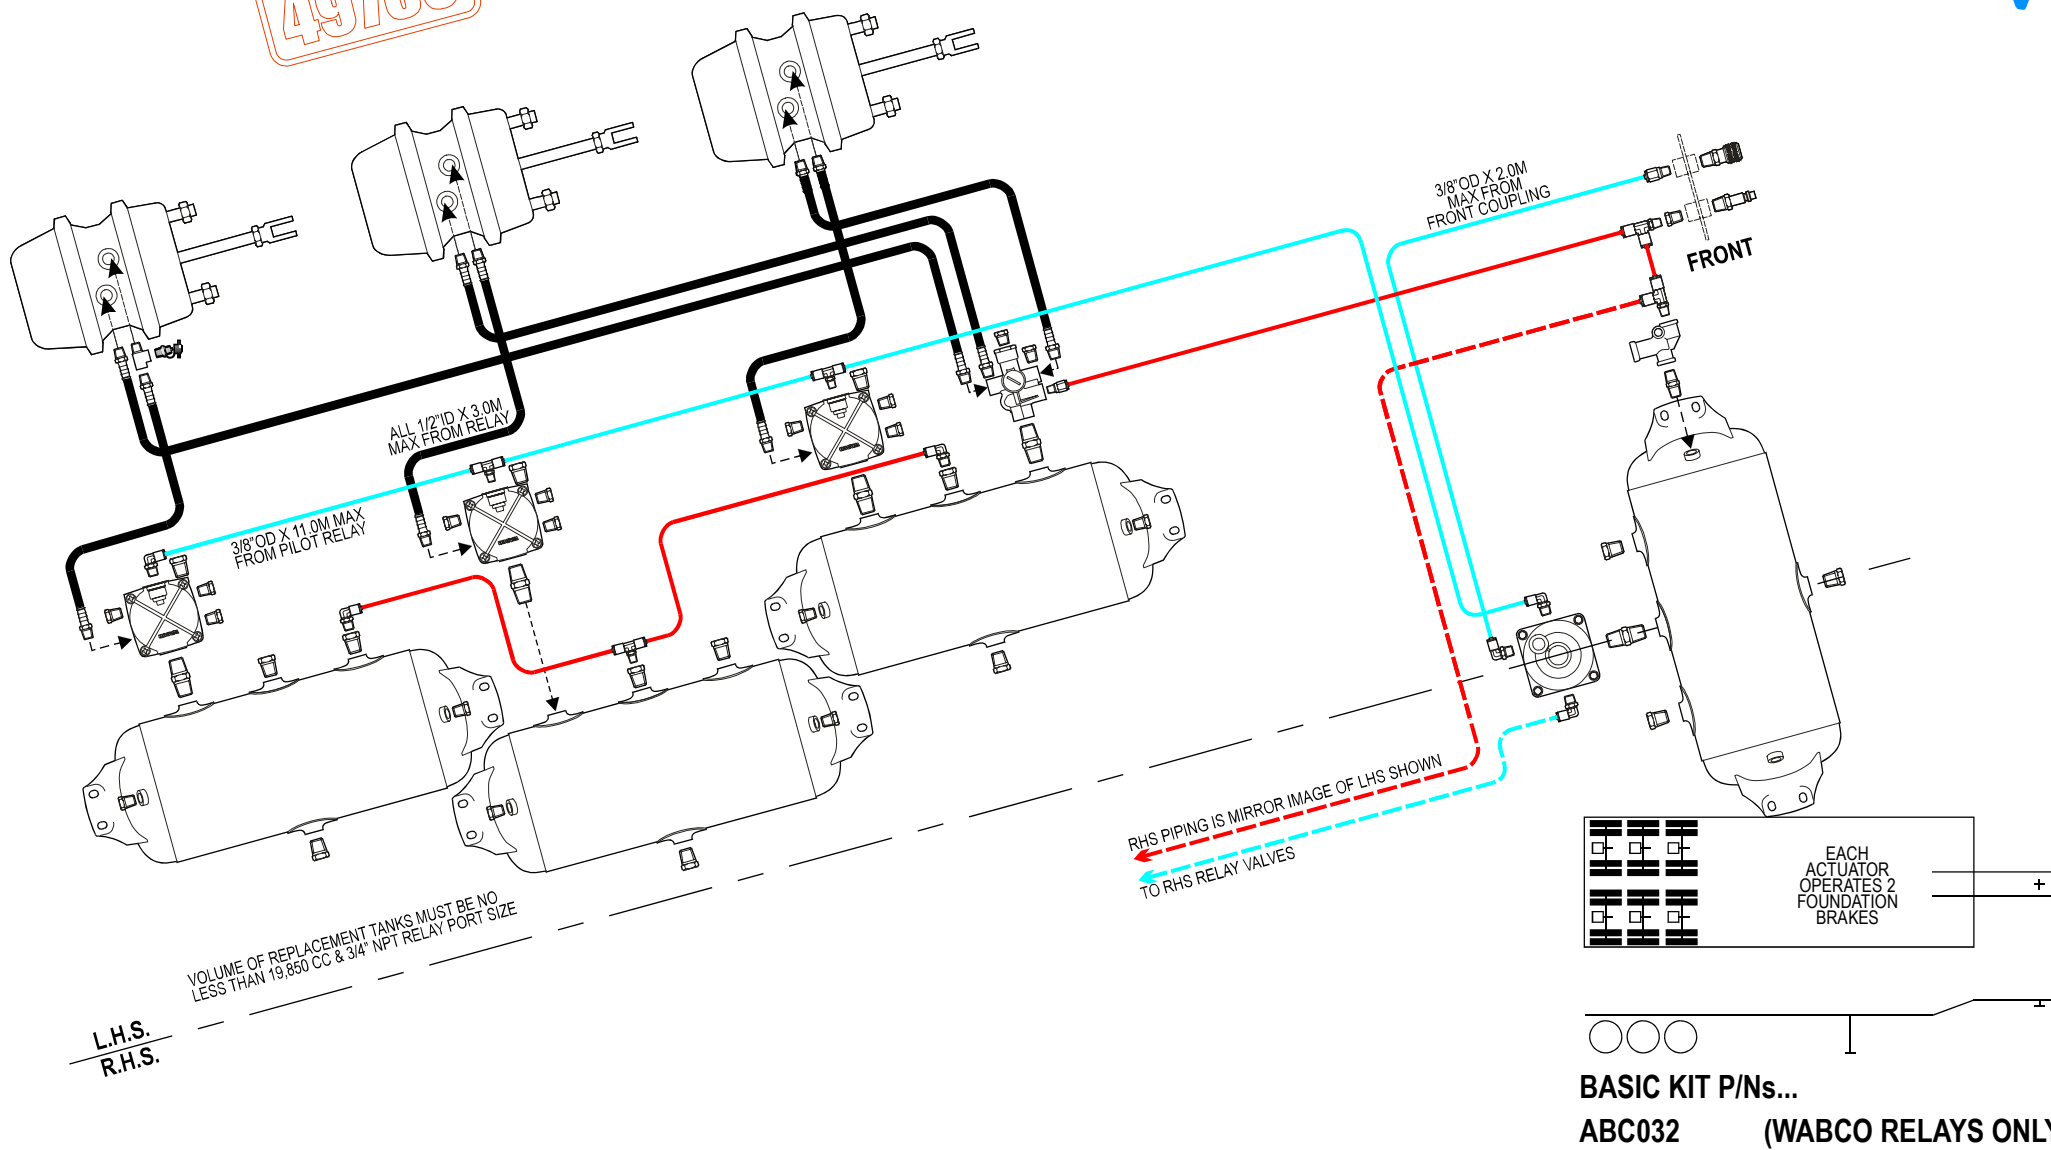 3/8"OD X 2.0M
MAX FROM
FRONT COUPLING
FRONT
ALL 1/2"ID X 3.0M
MAX FROM RELAY
3/8"OD X 11.0M MAX
FROM PILOT RELAY
RHS PIPING IS MIRROR IMAGE OF LHS SHOWN
TO RHS RELAY VALVES
EACH
ACTUATOR
OPERATES 2
FOUNDATION
BRAKES
VOLUME OF REPLACEMENT TANKS MUST BE NO
LESS THAN 19,850 CC & 3/4" NPT RELAY PORT SIZE
L.H.S.
R.H.S.
BASIC KIT P/Ns...
ABC032 (WABCO RELAYS ONLY